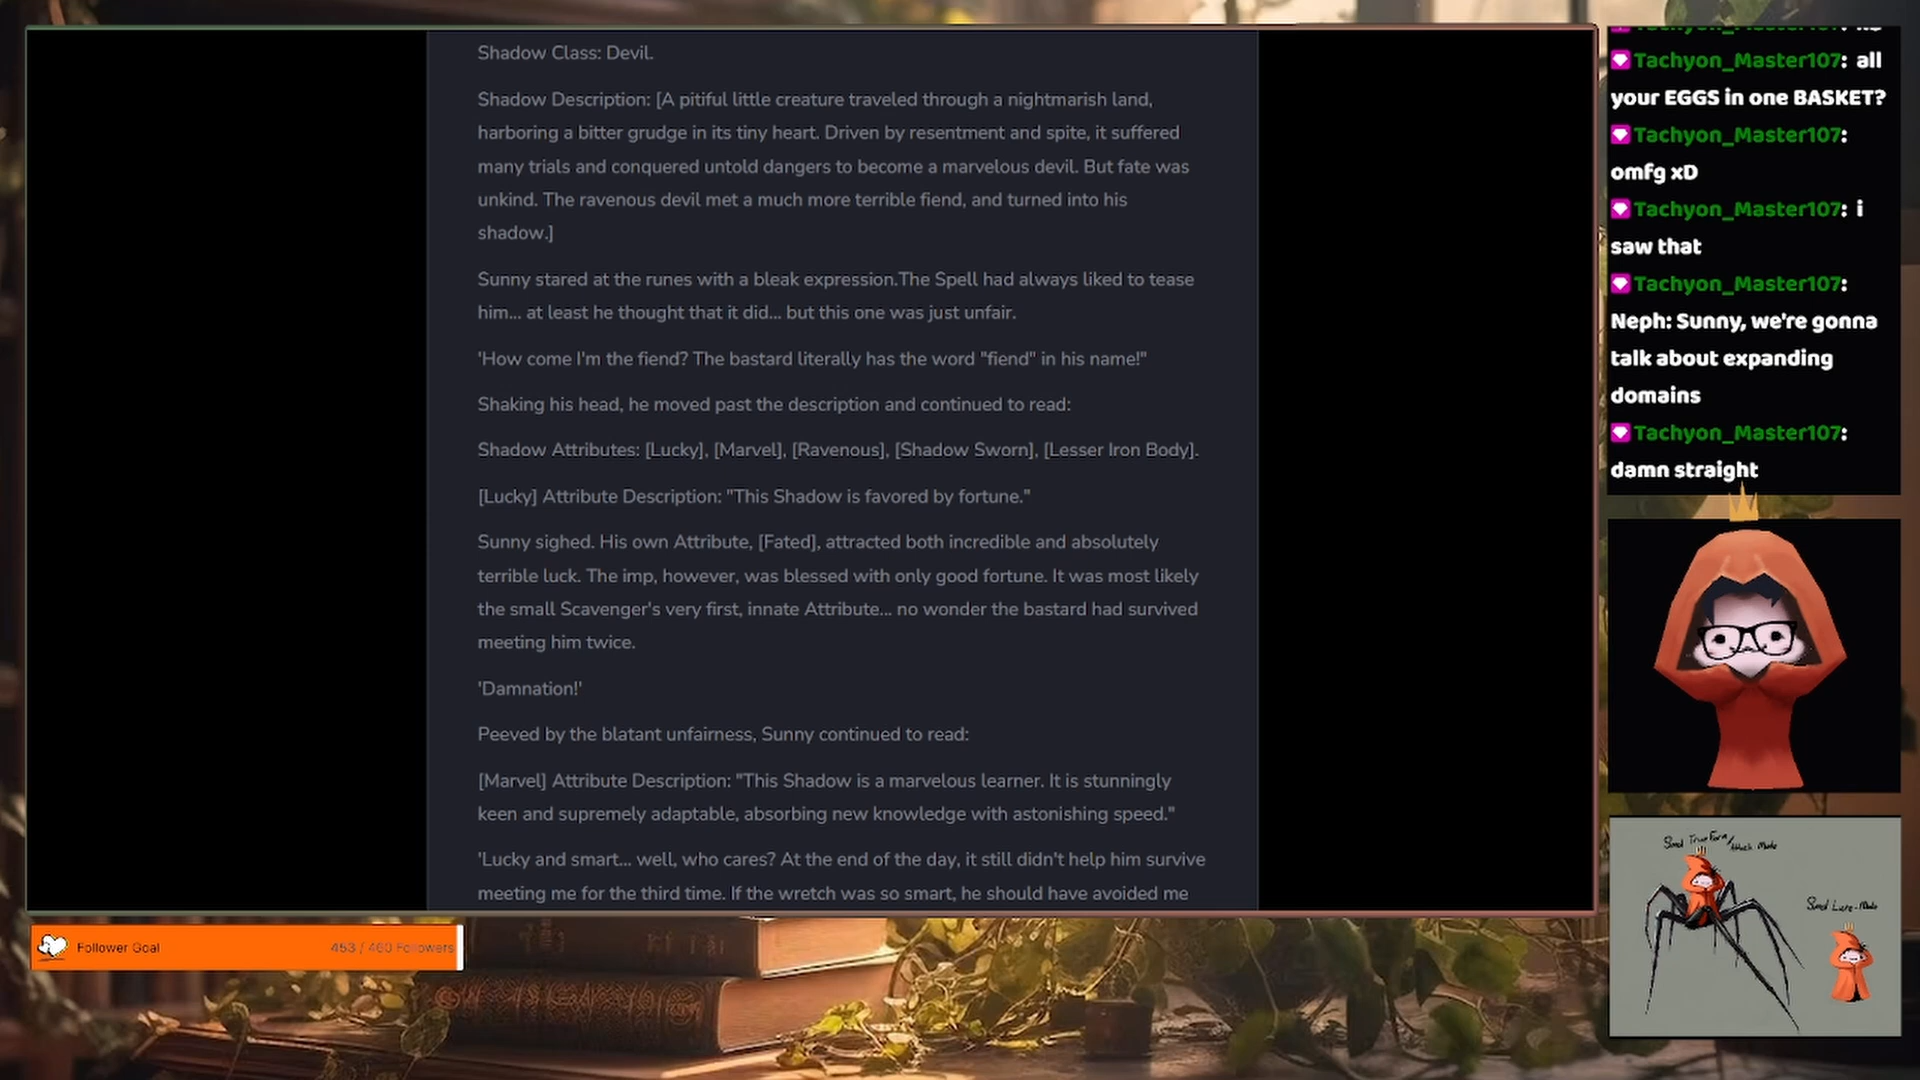 Shadow Class: Devil.
Shadow Description: [A pitiful little creature traveled through a nightmarish land,
harboring a bitter grudge in its tiny heart. Driven by resentment and spite, it suffered
many trials and conquered untold dangers to become a marvelous devil. But fate was
unkind. The ravenous devil met a much more terrible fiend, and turned into his
shadow.]
Sunny stared at the runes with a bleak expression.The Spell had always liked to tease
him... at least he thought that it did... but this one was just unfair.
'How come I'm the fiend? The bastard literally has the word "fiend" in his name!"
Shaking his head, he moved past the description and continued to read:
Shadow Attributes: [Lucky], [Marvel], [Ravenous], [Shadow Sworn], [Lesser Iron Body].
[Lucky] Attribute Description: "This Shadow is favored by fortune."
Sunny sighed. His own Attribute, [Fated], attracted both incredible and absolutely
terrible luck. The imp, however, was blessed with only good fortune. It was most likely
the small Scavenger's very first, innate Attribute... no wonder the bastard had survived
meeting him twice.
'Damnation!'
Peeved by the blatant unfairness, Sunny continued to read:
[Marvel] Attribute Description: "This Shadow is a marvelous learner. It is stunningly
keen and supremely adaptable, absorbing new knowledge with astonishing speed."
'Lucky and smart... well, who cares? At the end of the day, it still didn't help him survive
meeting me for the third time. If the wretch was so smart, he should have avoided me
Tachyon_Master107: all
your EGGS in one BASKET?
Tachyon_Master107:
omfg xD
Tachyon_Master107: i
saw that
Tachyon_Master107:
Neph: Sunny, we're gonna
talk about expanding
domains
Tachyon_Master107:
damn straight
Follower Goal
453 / 460 Followers